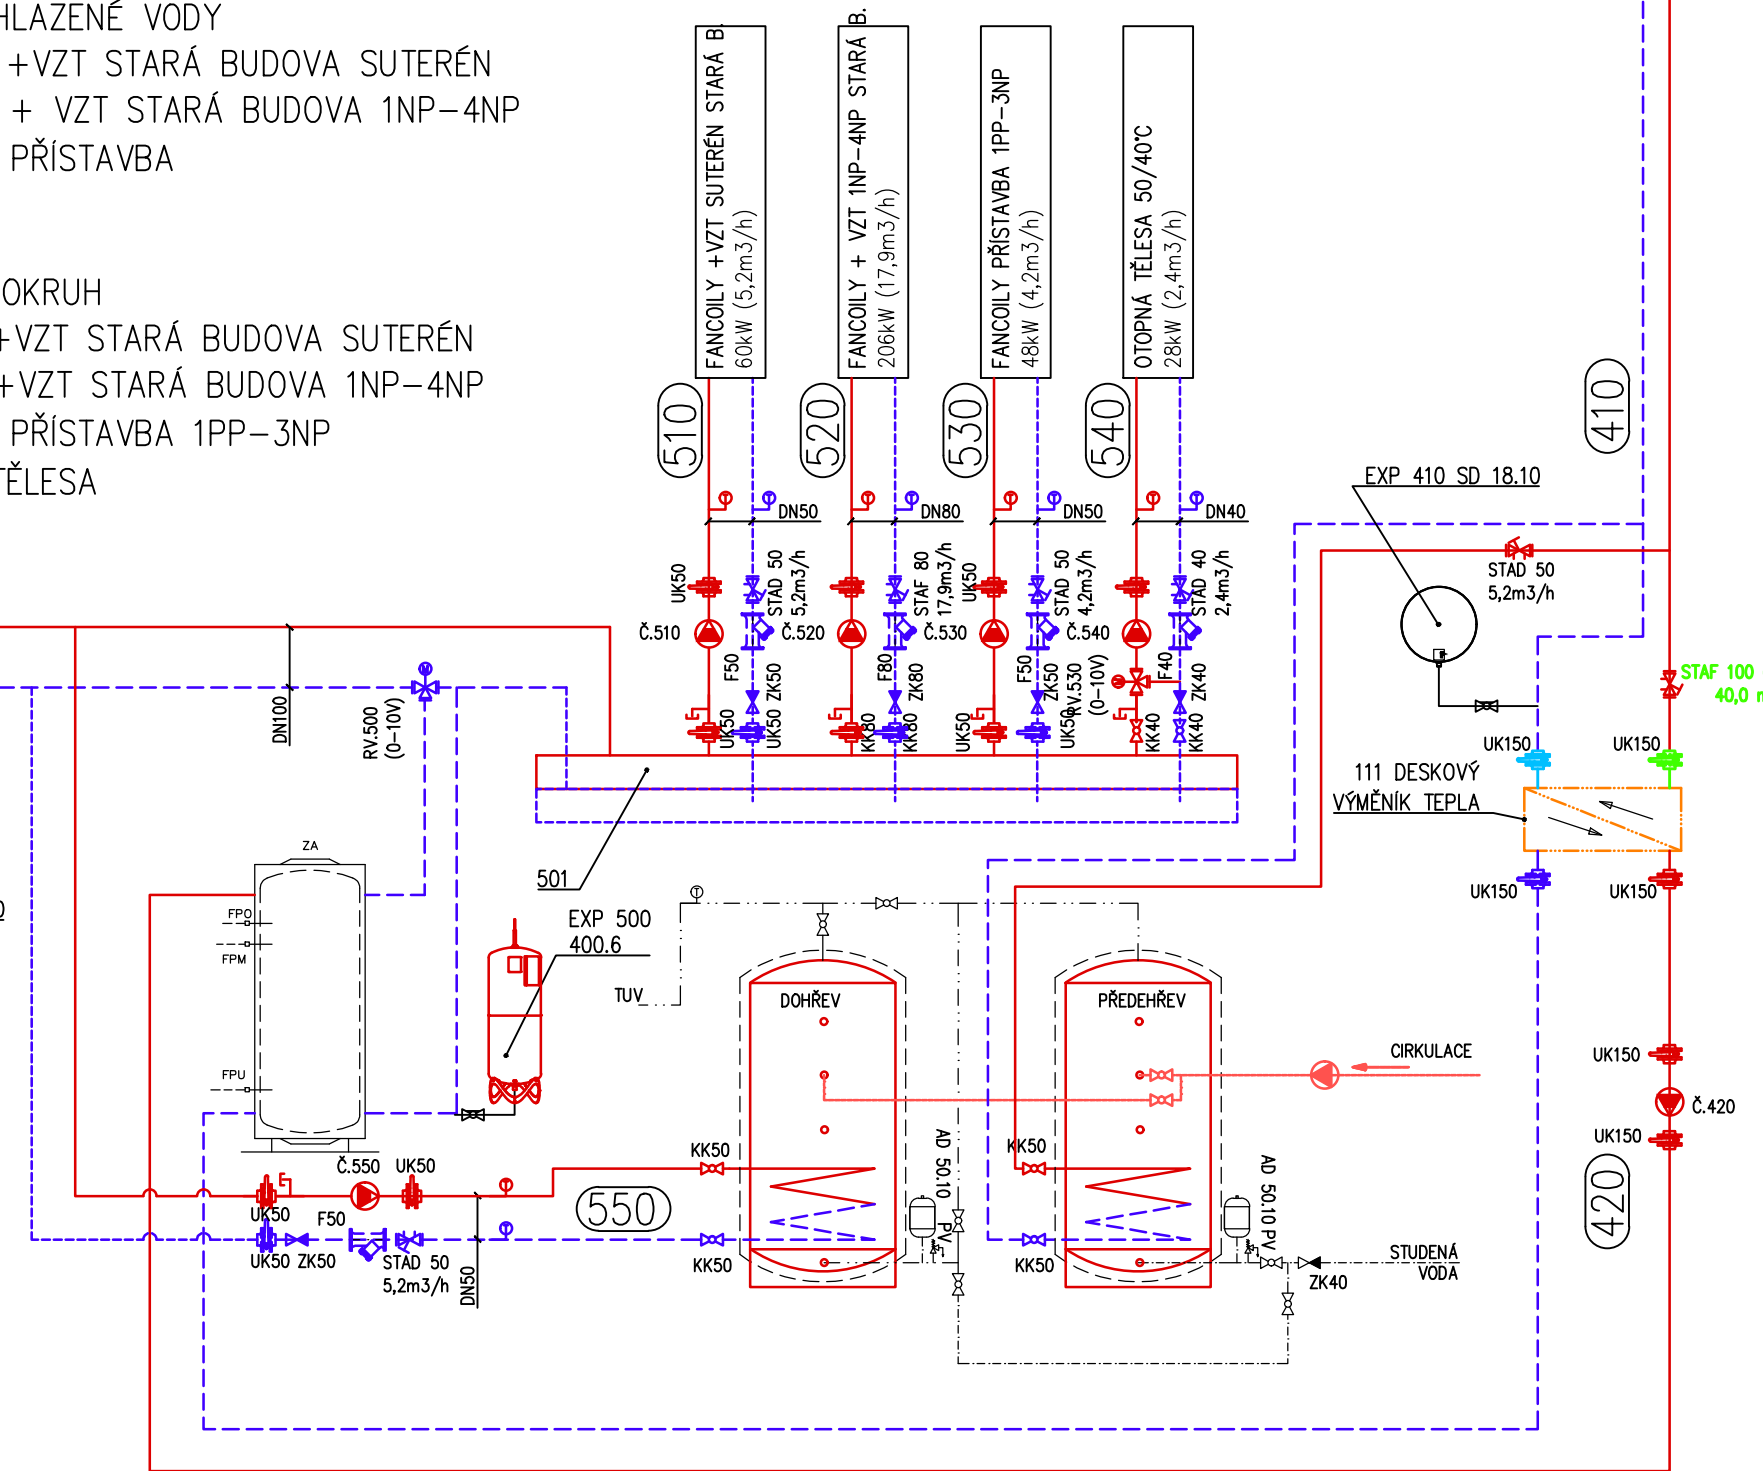 HLAZENÉ VODY
+VZT STARÁ BUDOVA SUTERÉN
+ VZT STARÁ BUDOVA 1NP-4NP
PŘÍSTAVBA
OKRUH
+VZT STARÁ BUDOVA SUTERÉN
+VZT STARÁ BUDOVA 1NP-4NP
PŘÍSTAVBA 1PP-3NP
TĚLESA
FANCOILY +VZT SUTERÉN STARÁ B.
60kW (5,2m3/h)
FANCOILY + VZT 1NP-4NP STARÁ B.
206kW (17,9m3/h)
FANCOILY PŘÍSTAVBA 1PP-3NP
48kW (4,2m3/h)
OTOPNÁ TĚLESA 50/40°C
28kW (2,4m3/h)
510
520
530
540
410
EXP 410 SD 18.10
DN50
DN80
DN50
DN40
UK50
STAD 50
5,2m3/h
STAF 80
17,9m3/h
UK50
STAD 50
4,2m3/h
STAD 40
2,4m3/h
STAD 50
5,2m3/h
Č.510
Č.520
Č.530
Č.540
F50
ZK50
F80
ZK80
F50
ZK50
RV.530
(0-10V)
F40
ZK40
UK50
UK50
KK80
KK80
UK50
UK50
KK40
KK40
DN100
RV.500
(0-10V)
STAF 100
UK150
UK150
111 DESKOVÝ
VÝMĚNÍK TEPLA
UK150
UK150
501
ZA
FPO
FPM
FPU
EXP 500
400.6
TUV
T
DOHŘEV
PŘEDEHŘEV
CIRKULACE
UK150
Č.420
UK150
420
KK50
KK50
Č.550
UK50
550
UK50
F50
UK50
ZK50
STAD 50
5,2m3/h
DN50
KK50
KK50
AD 50.10
PV
AD 50.10 PV
STUDENÁ
VODA
ZK40